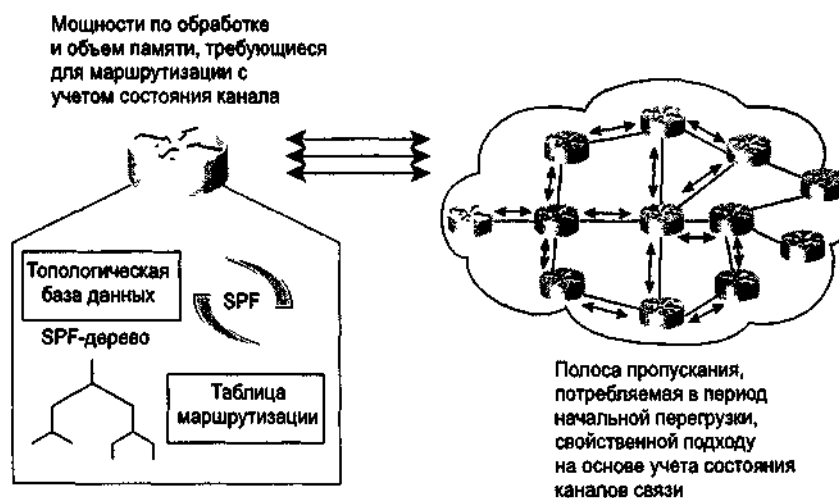 Мощности по обработке
и объем памяти, требующиеся
для маршрутизации с
учетом состояния канала
Топологическая
база данных
SPF
SPF-дерево
Таблица
маршрутизации
Полоса пропускания,
потребляемая в период
начальной перегрузки,
свойственной подходу
на основе учета состояния
каналов связи